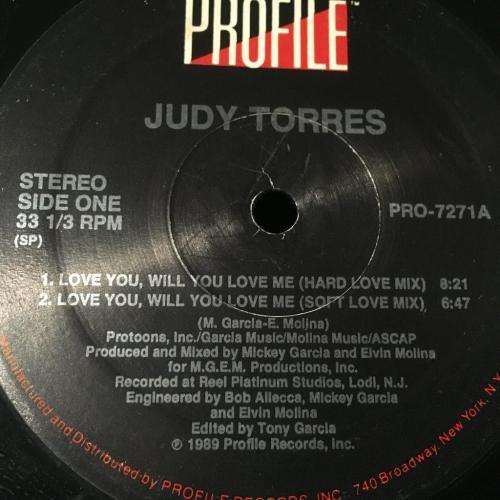 PROFILE™
JUDY TORRES
STEREO
SIDE ONE
33 1/3 RPM
(SP)
PRO-7271A
1. LOVE YOU, WILL YOU LOVE ME (HARD LOVE MIX) 8:21
2. LOVE YOU, WILL YOU LOVE ME (SOFT LOVE MIX) 6:47
(M. Garcia-E. Molina)
Protoons, Inc./Garcia Music/Molina Music/ASCAP
Produced and Mixed by Mickey Garcia and Elvin Molina
for M.G.E.M. Productions, Inc.
Recorded at Reel Platinum Studios, Lodi, N.J.
Engineered by Bob Allecca, Mickey Garcia
and Elvin Molina
Edited by Tony Garcia
℗ 1989 Profile Records, Inc.
Manufactured and Distributed by PROFILE RECORDS, INC. · 740 Broadway, New York, N.Y.